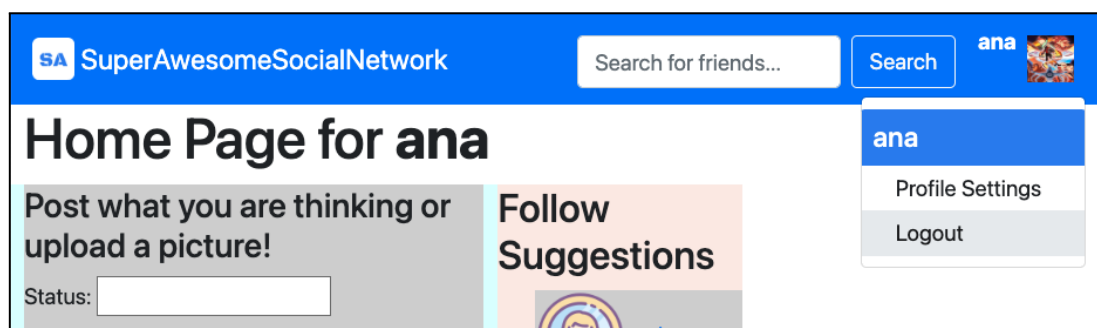 SA SuperAwesomeSocialNetwork
Search for friends...
Search
ana
Home Page for ana
ana
Profile Settings
Logout
Post what you are thinking or
upload a picture!
Status:
Follow
Suggestions